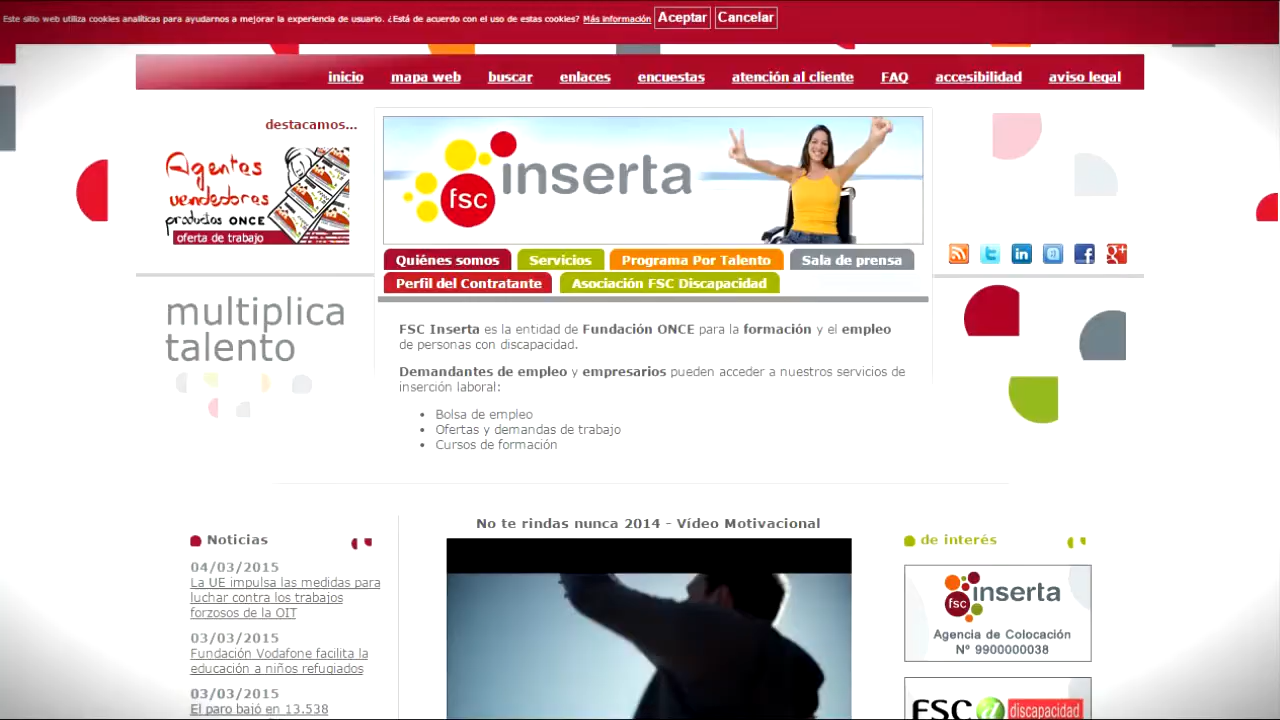 Este sitio web utiliza cookies analíticas para ayudarnos a mejorar la experiencia de usuario. ¿Está de acuerdo con el uso de estas cookies? Más información Aceptar Cancelar
inicio mapa web buscar enlaces encuestas atención al cliente FAQ accesibilidad aviso legal
destacamos...
Agentes
vendedores
productos ONCE
oferta de trabajo
multiplica
talento
fsc inserta
Quiénes somos Servicios Programa Por Talento Sala de prensa
Perfil del Contratante Asociación FSC Discapacidad
FSC Inserta es la entidad de Fundación ONCE para la formación y el empleo
de personas con discapacidad.
Demandantes de empleo y empresarios pueden acceder a nuestros servicios de
inserción laboral:
• Bolsa de empleo
• Ofertas y demandas de trabajo
• Cursos de formación
Noticias
04/03/2015
La UE impulsa las medidas para
luchar contra los trabajos
forzosos de la OIT
03/03/2015
Fundación Vodafone facilita la
educación a niños refugiados
03/03/2015
El paro bajó en 13.538
No te rindas nunca 2014 - Vídeo Motivacional
de interés
fsc inserta
Agencia de Colocación
Nº 9900000038
FSC discapacidad